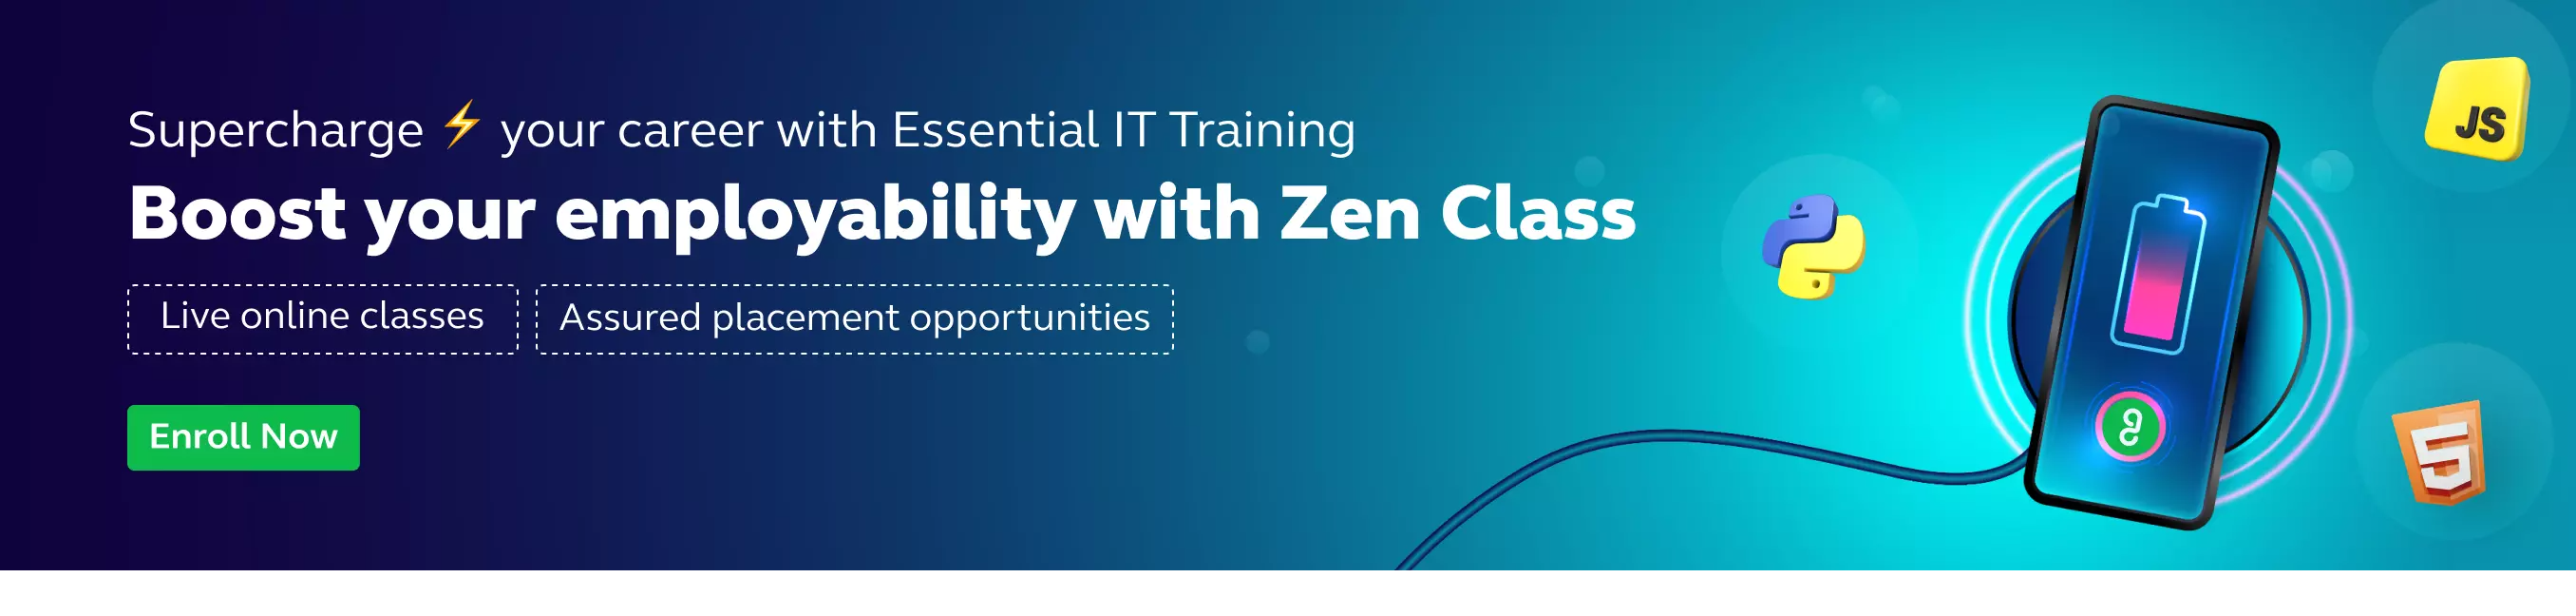 Supercharge ⚡ your career with Essential IT Training
Boost your employability with Zen Class
Live online classes
Assured placement opportunities
Enroll Now
JS
5